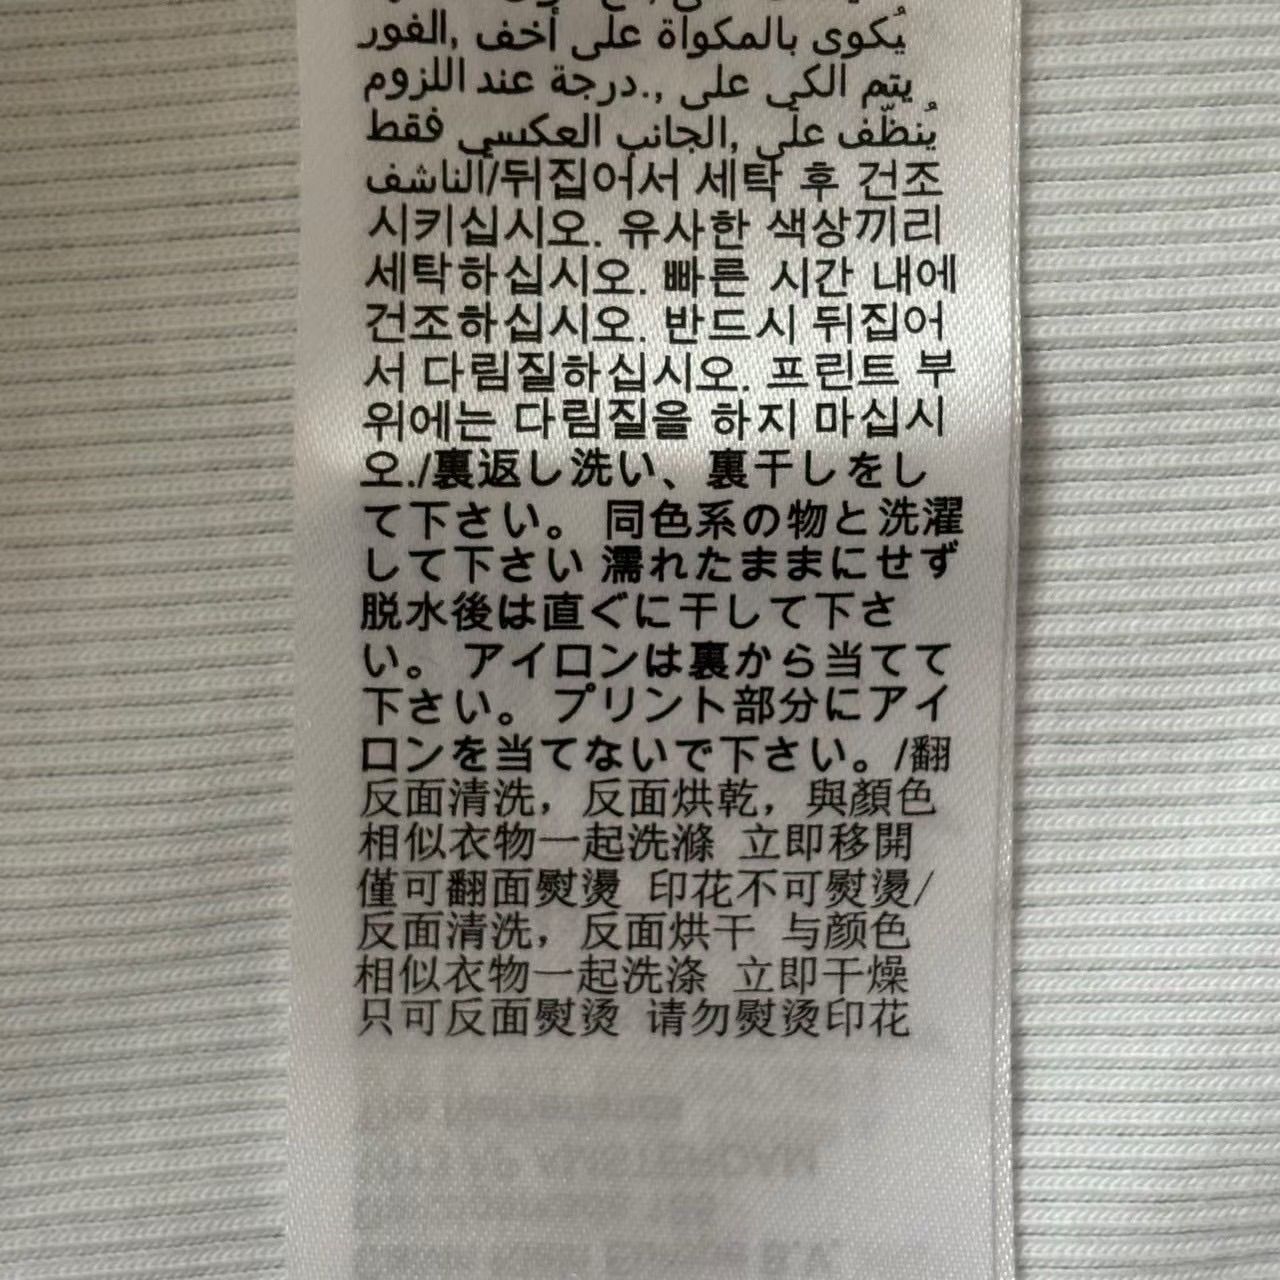 يُكوى بالمكواة على أخف ,الفور
يتم الكي على ,.درجة عند اللزوم
يُنظّف على ,الجانب العكسي فقط
الناشف/뒤집어서 세탁 후 건조
시키십시오. 유사한 색상끼리
세탁하십시오. 빠른 시간 내에
건조하십시오. 반드시 뒤집어
서 다림질하십시오. 프린트 부
위에는 다림질을 하지 마십시
오./裏返し洗い、裏干しをし
て下さい。 同色系の物と洗濯
して下さい 濡れたままにせず
脱水後は直ぐに干して下さ
い。 アイロンは裏から当てて
下さい。 プリント部分にアイ
ロンを当てないで下さい。/翻
反面清洗，反面烘乾，與顏色
相似衣物一起洗滌 立即移開
僅可翻面熨燙 印花不可熨燙/
反面清洗，反面烘干 与颜色
相似衣物一起洗涤 立即干燥
只可反面熨烫 请勿熨烫印花